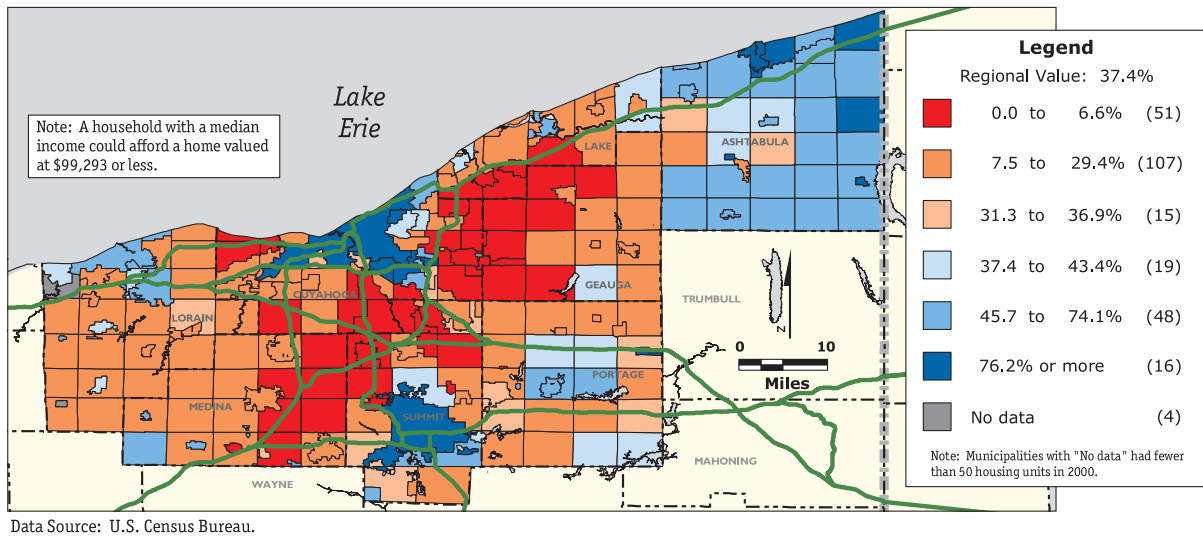 Lake
Erie
Note: A household with a median
income could afford a home valued
at $99,293 or less.
LAKE
ASHTABULA
GEAUGA
TRUMBULL
CUYAHOGA
LORAIN
PORTAGE
MEDINA
SUMMIT
MAHONING
WAYNE
N
0 10
Miles
Legend
Regional Value: 37.4%
0.0 to 6.6% (51)
7.5 to 29.4% (107)
31.3 to 36.9% (15)
37.4 to 43.4% (19)
45.7 to 74.1% (48)
76.2% or more (16)
No data (4)
Note: Municipalities with "No data" had fewer
than 50 housing units in 2000.
Data Source: U.S. Census Bureau.